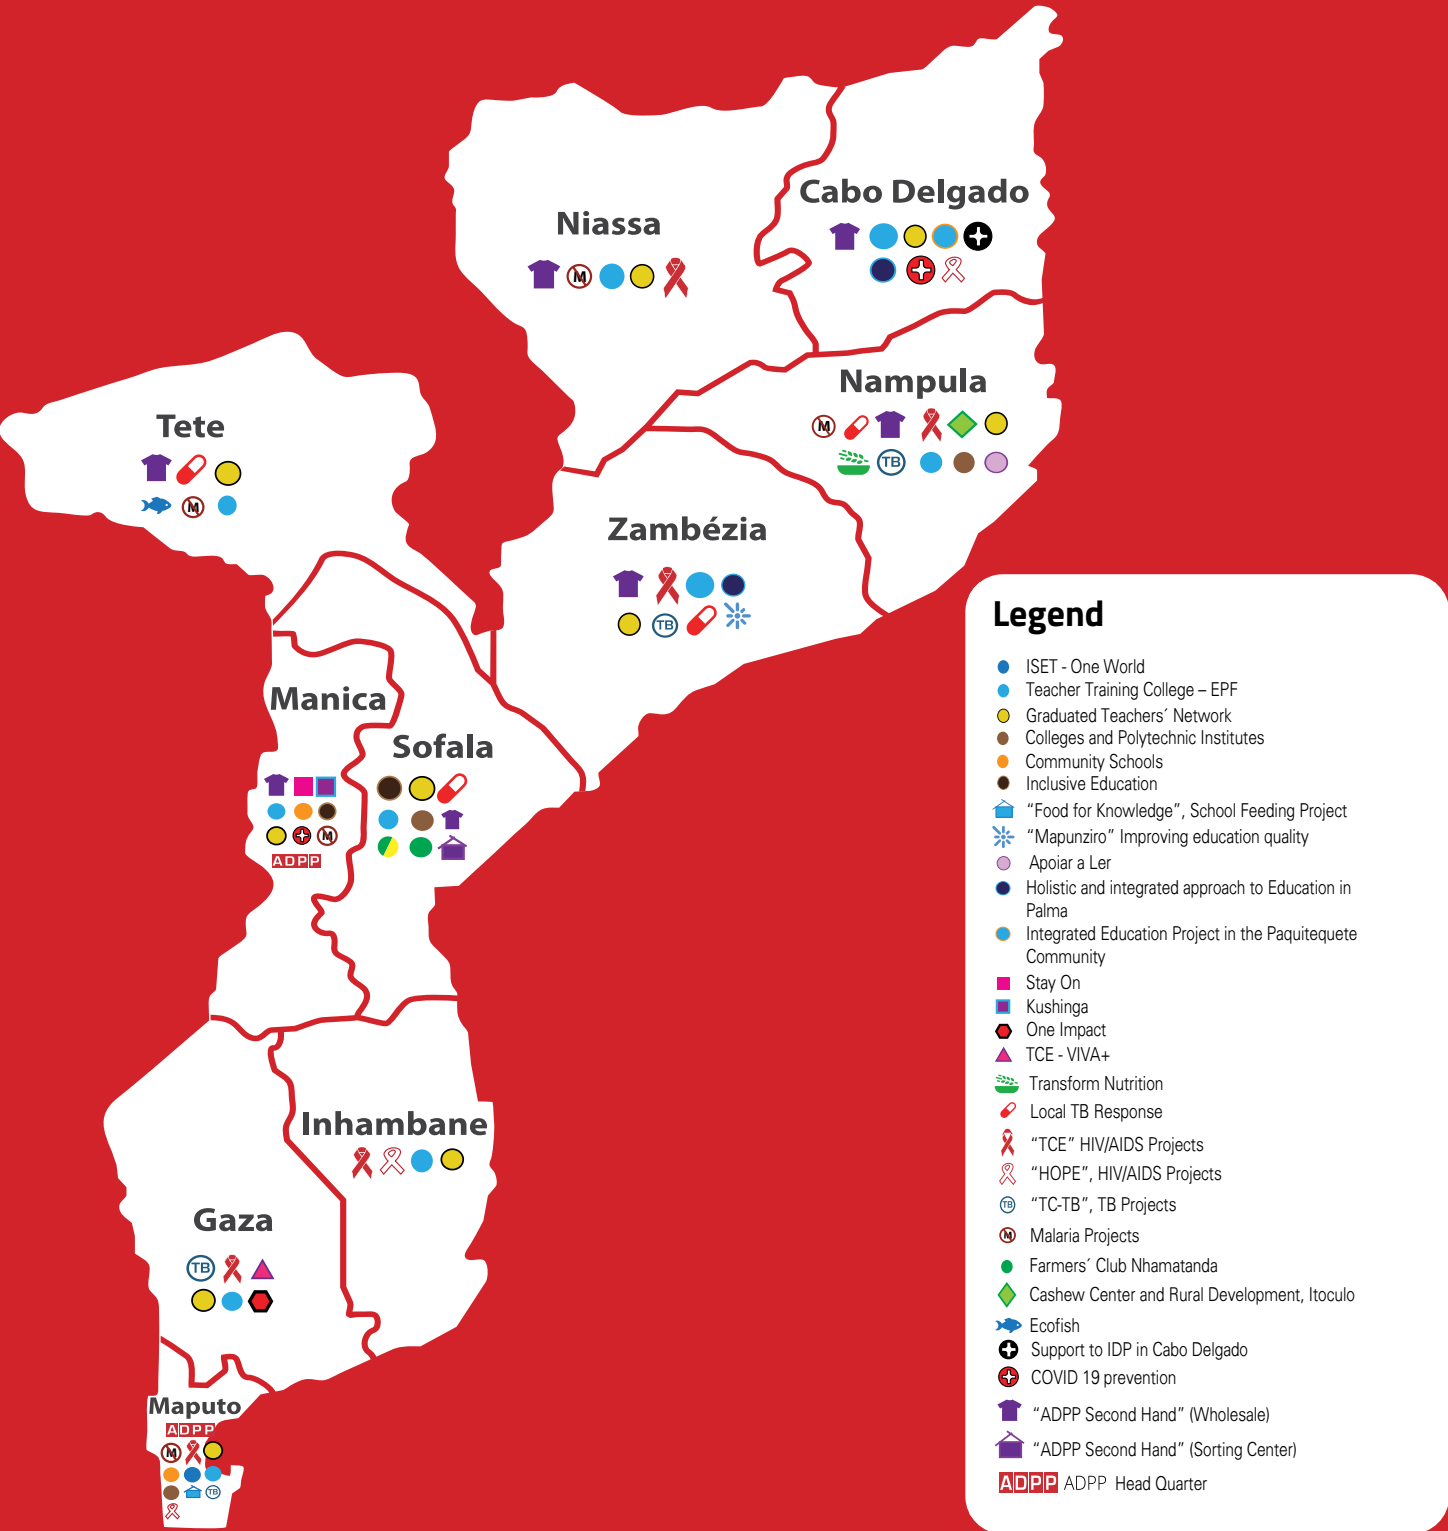 Cabo Delgado
Niassa
M
Nampula
M
TB
Tete
M
Zambézia
TB
Manica
M
ADPP
Sofala
Inhambane
Gaza
TB
Maputo
ADPP
M
TB
Legend
ISET - One World
Teacher Training College – EPF
Graduated Teachers´ Network
Colleges and Polytechnic Institutes
Community Schools
Inclusive Education
“Food for Knowledge”, School Feeding Project
“Mapunziro” Improving education quality
Apoiar a Ler
Holistic and integrated approach to Education in
Palma
Integrated Education Project in the Paquitequete
Community
Stay On
Kushinga
One Impact
TCE - VIVA+
Transform Nutrition
Local TB Response
“TCE” HIV/AIDS Projects
“HOPE”, HIV/AIDS Projects
TB “TC-TB”, TB Projects
M Malaria Projects
Farmers´ Club Nhamatanda
Cashew Center and Rural Development, Itoculo
Ecofish
Support to IDP in Cabo Delgado
COVID 19 prevention
“ADPP Second Hand” (Wholesale)
“ADPP Second Hand” (Sorting Center)
ADPP ADPP Head Quarter